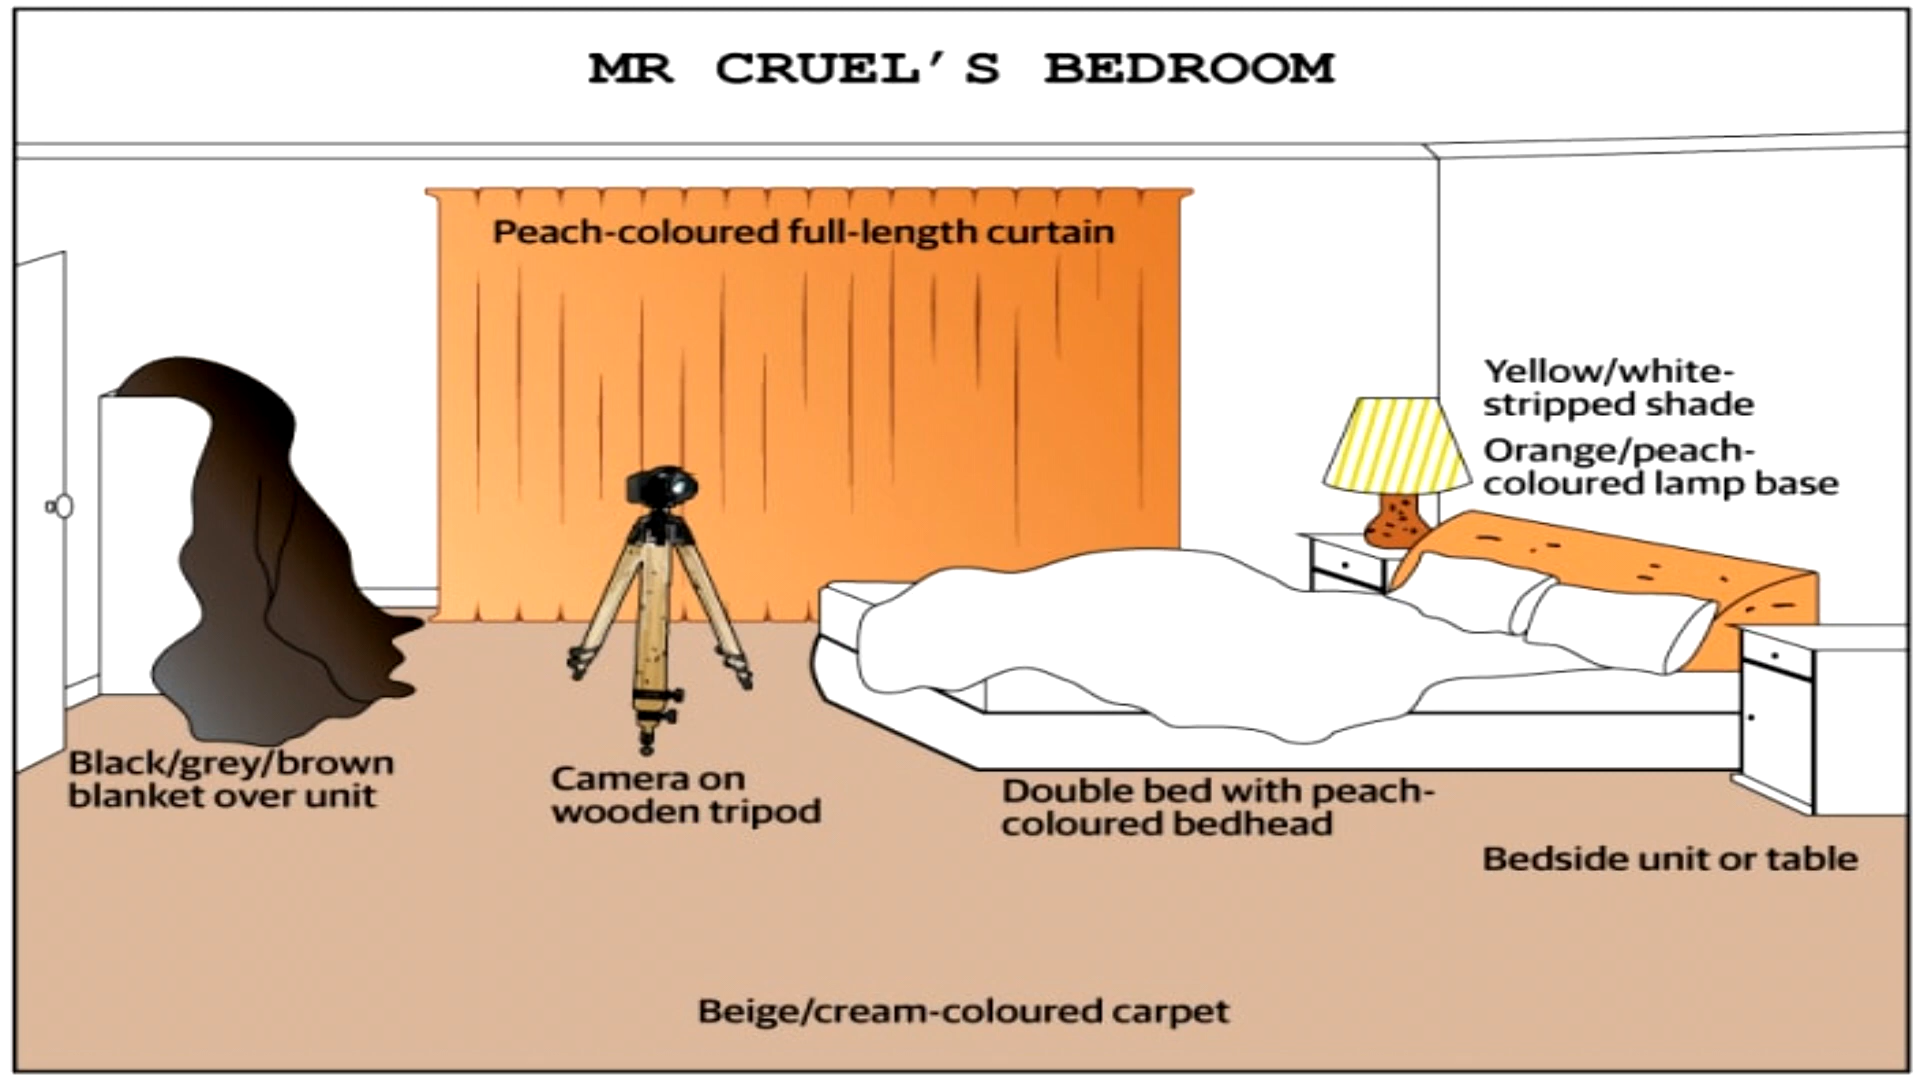 MR CRUEL'S BEDROOM
Peach-coloured full-length curtain
Yellow/white-
stripped shade
Orange/peach-
coloured lamp base
Black/grey/brown
blanket over unit
Camera on
wooden tripod
Double bed with peach-
coloured bedhead
Bedside unit or table
Beige/cream-coloured carpet